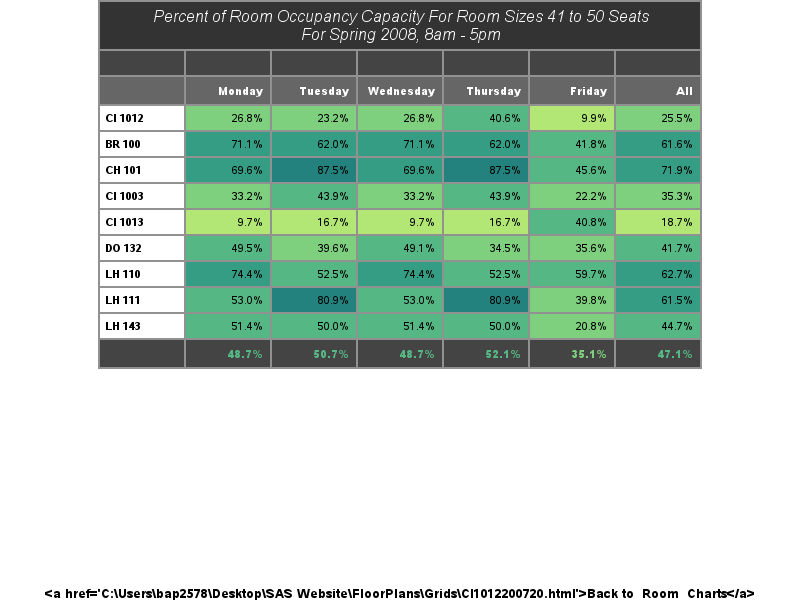 Percent of Room Occupancy Capacity For Room Sizes 41 to 50 Seats
For Spring 2008, 8am - 5pm
Monday Tuesday Wednesday Thursday Friday All
CI 1012 26.8% 23.2% 26.8% 40.6% 9.9% 25.5%
BR 100 71.1% 62.0% 71.1% 62.0% 41.8% 61.6%
CH 101 69.6% 87.5% 69.6% 87.5% 45.6% 71.9%
CI 1003 33.2% 43.9% 33.2% 43.9% 22.2% 35.3%
CI 1013 9.7% 16.7% 9.7% 16.7% 40.8% 18.7%
DO 132 49.5% 39.6% 49.1% 34.5% 35.6% 41.7%
LH 110 74.4% 52.5% 74.4% 52.5% 59.7% 62.7%
LH 111 53.0% 80.9% 53.0% 80.9% 39.8% 61.5%
LH 143 51.4% 50.0% 51.4% 50.0% 20.8% 44.7%
48.7% 50.7% 48.7% 52.1% 35.1% 47.1%
<a href='C:\Users\bap2578\Desktop\SAS Website\FloorPlans\Grids\CI1012200720.html'>Back to Room Charts</a>